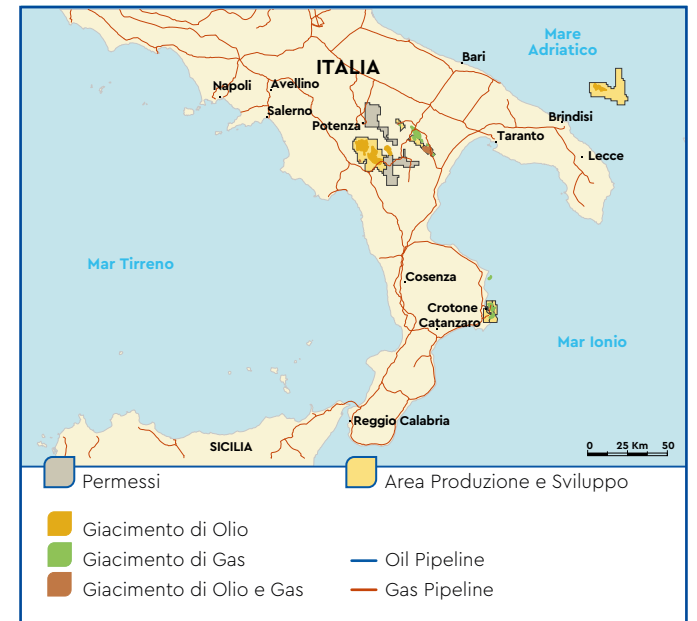 Mare
Adriatico
Bari
ITALIA
Napoli
Avellino
Salerno
Potenza
Brindisi
Taranto
Lecce
Mar Tirreno
Cosenza
Crotone
Catanzaro
Mar Ionio
Reggio Calabria
SICILIA
0 25 Km 50
Permessi
Area Produzione e Sviluppo
Giacimento di Olio
Giacimento di Gas
Oil Pipeline
Giacimento di Olio e Gas
Gas Pipeline